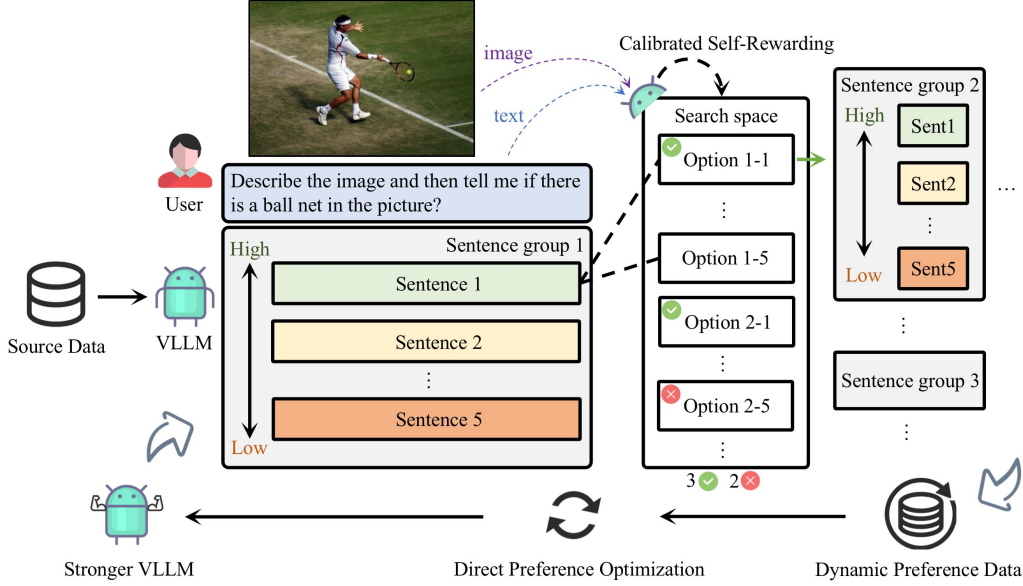 Calibrated Self-Rewarding
image
text
User
Describe the image and then tell me if there
is a ball net in the picture?
Source Data
VLLM
Sentence group 1
High
Sentence 1
Sentence 2
⋮
Sentence 5
Low
Search space
Option 1-1
⋮
Option 1-5
Option 2-1
⋮
Option 2-5
⋮
3 2
Sentence group 2
High
Sent1
Sent2
⋮
Sent5
Low
...
⋮
Sentence group 3
⋮
Stronger VLLM
Direct Preference Optimization
Dynamic Preference Data